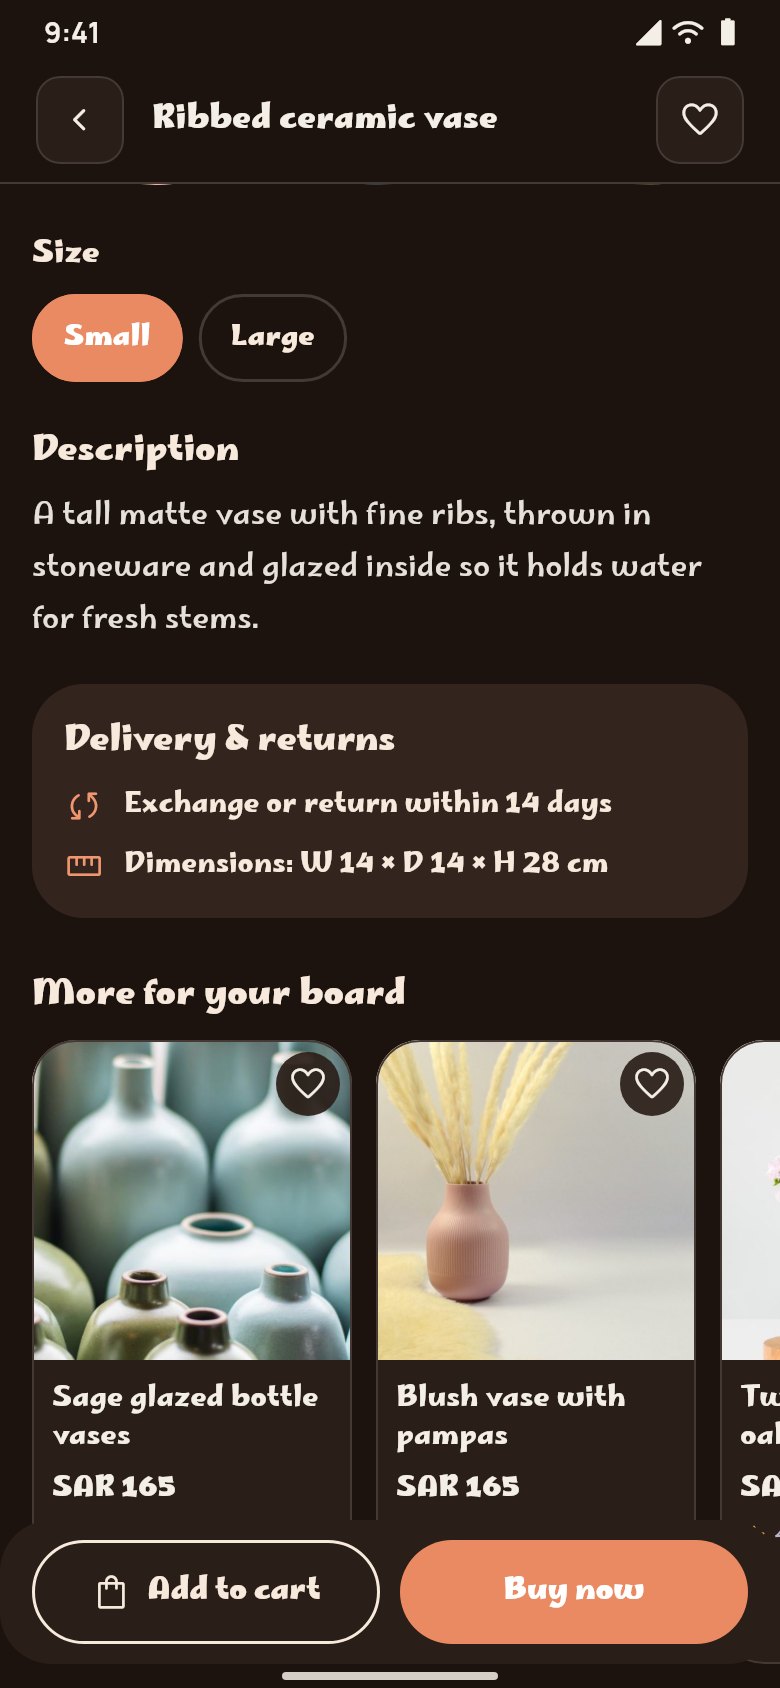 9:41
Ribbed ceramic vase
Size
Small
Large
Description
A tall matte vase with fine ribs, thrown in
stoneware and glazed inside so it holds water
for fresh stems.
Delivery & returns
Exchange or return within 14 days
Dimensions: W 14 × D 14 × H 28 cm
More for your board
Sage glazed bottle
vases
SAR 165
Blush vase with
pampas
SAR 165
Add to cart
Buy now